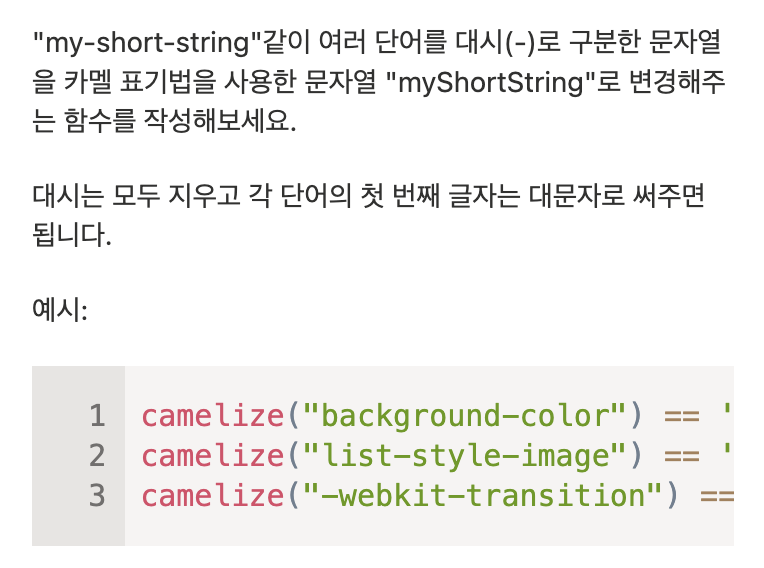 "my-short-string"같이 여러 단어를 대시(-)로 구분한 문자열
을 카멜 표기법을 사용한 문자열 "myShortString"로 변경해주
는 함수를 작성해보세요.
대시는 모두 지우고 각 단어의 첫 번째 글자는 대문자로 써주면
됩니다.
예시:
1 camelize("background-color") == '
2 camelize("list-style-image") == '
3 camelize("-webkit-transition") ==